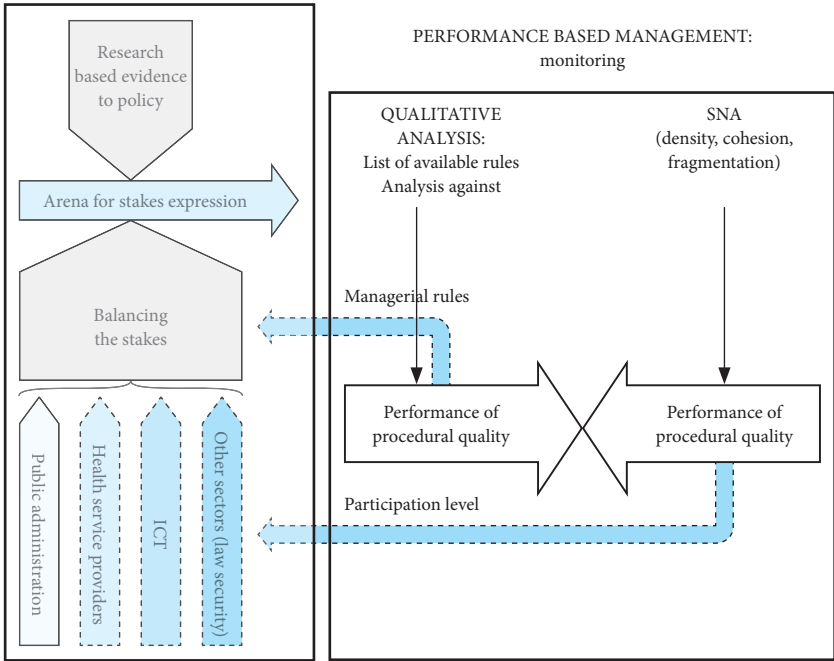 Research
based evidence
to policy
Arena for stakes expression
Balancing
the stakes
Public administration
Health service providers
ICT
Other sectors (law security)
PERFORMANCE BASED MANAGEMENT:
monitoring
QUALITATIVE
ANALYSIS:
List of available rules
Analysis against
SNA
(density, cohesion,
fragmentation)
Managerial rules
Performance of
procedural quality
Performance of
procedural quality
Participation level